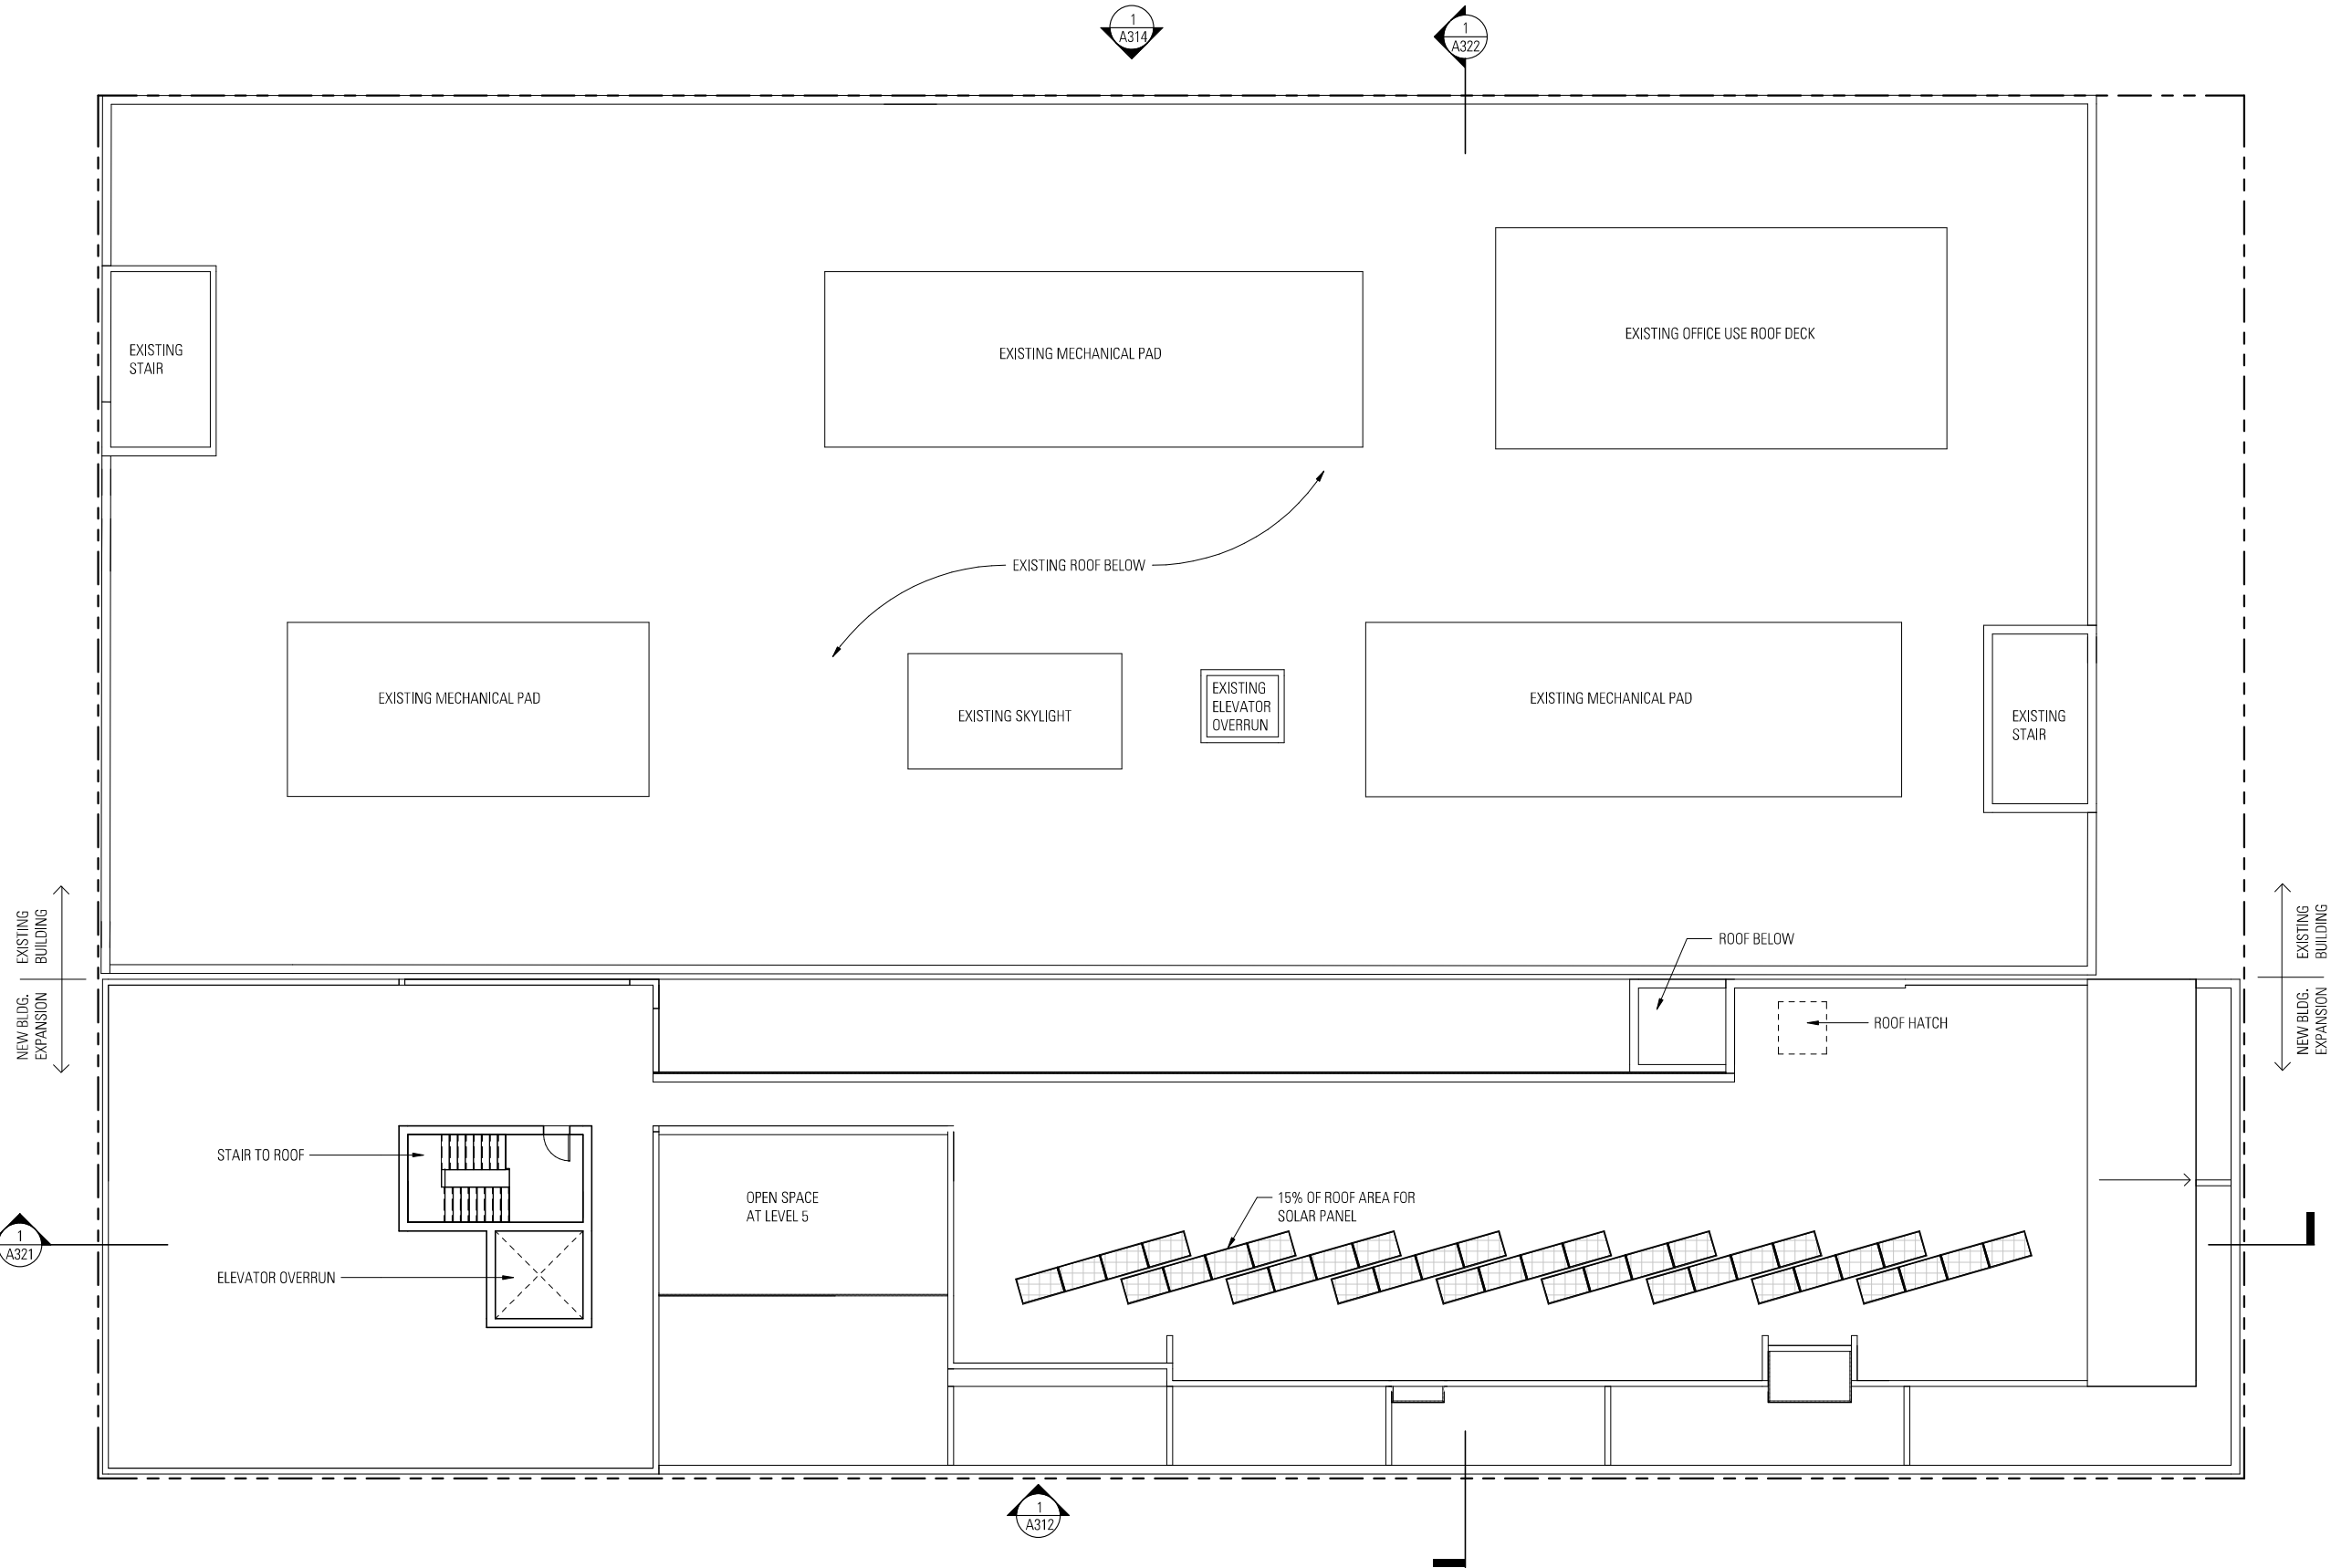 1
A314
1
A322
EXISTING
STAIR
EXISTING MECHANICAL PAD
EXISTING OFFICE USE ROOF DECK
EXISTING ROOF BELOW
EXISTING MECHANICAL PAD
EXISTING SKYLIGHT
EXISTING
ELEVATOR
OVERRUN
EXISTING MECHANICAL PAD
EXISTING
STAIR
EXISTING
BUILDING
NEW BLDG.
EXPANSION
EXISTING
BUILDING
NEW BLDG.
EXPANSION
ROOF BELOW
ROOF HATCH
STAIR TO ROOF
OPEN SPACE
AT LEVEL 5
15% OF ROOF AREA FOR
SOLAR PANEL
1
A321
ELEVATOR OVERRUN
1
A312